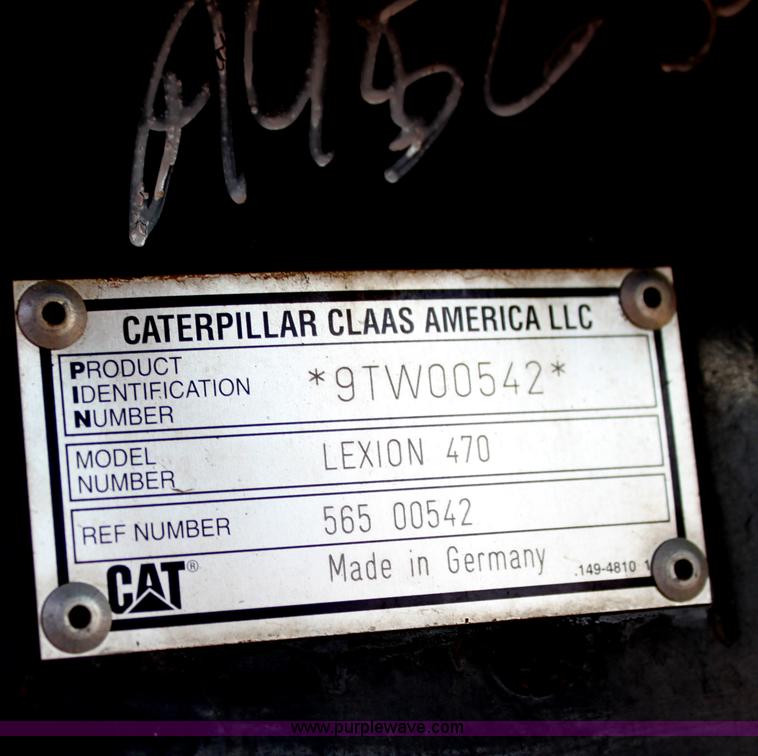 CATERPILLAR CLAAS AMERICA LLC
PRODUCT
IDENTIFICATION
NUMBER
*9TW00542*
MODEL
NUMBER
LEXION 470
REF NUMBER
565 00542
CAT®
Made in Germany
149-4810 1
www.purplewave.com